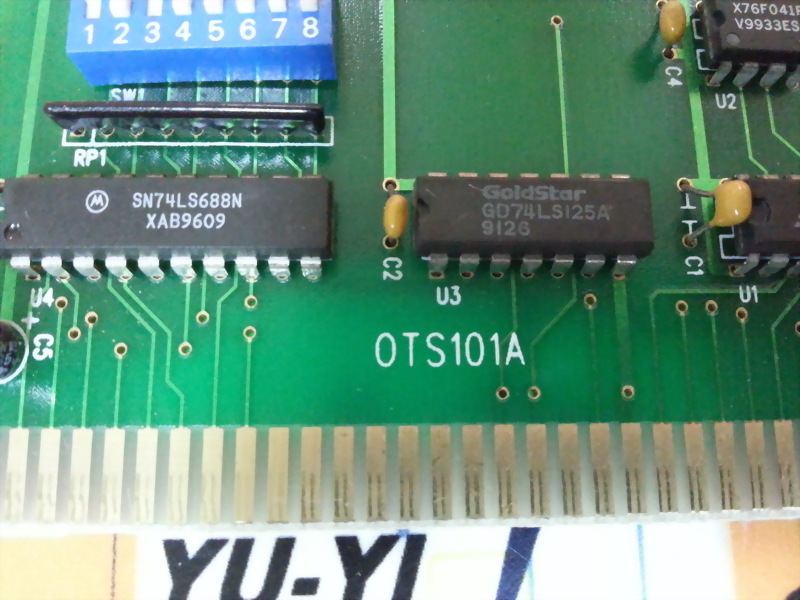 1 2 3 4 5 6 7 8
X76F041P
V9933ES
SW1
C4
U2
RP1
SN74LS688N
XAB9609
GoldStar
GD74LS125A
9126
C2
C1
U4
U3
U1
+
C5
OTS101A
YU-YI